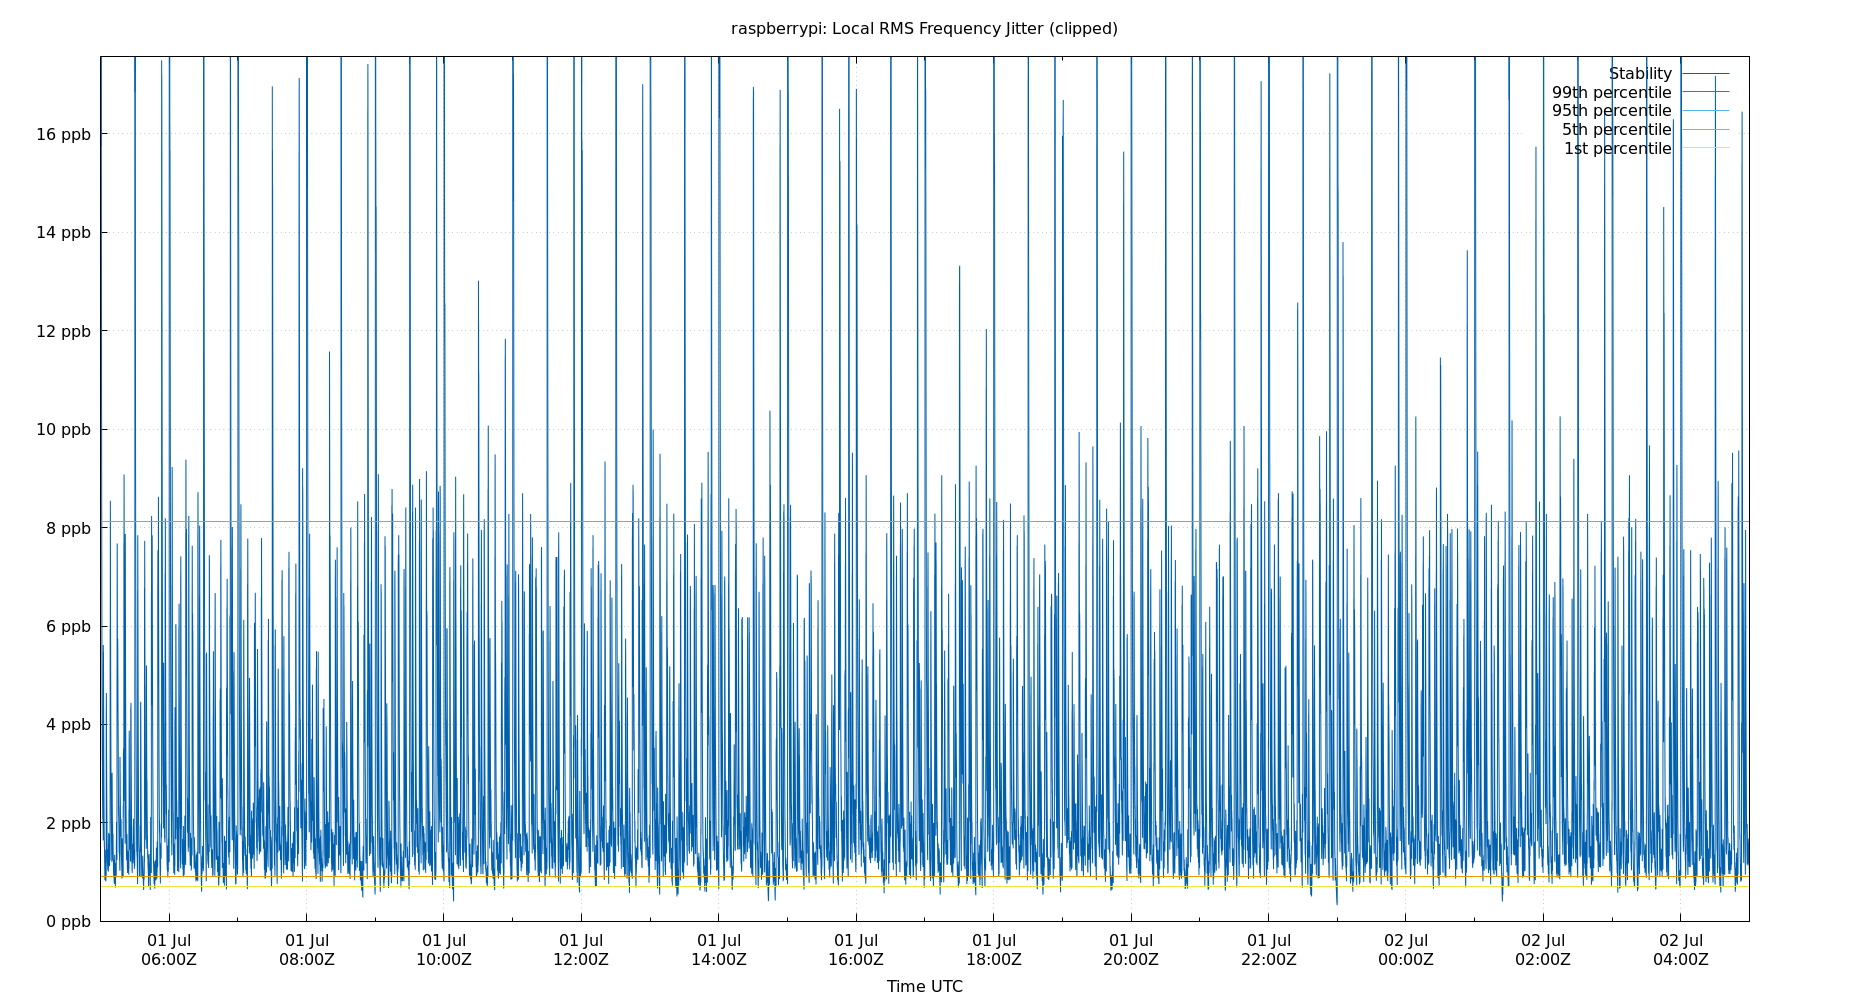 raspberrypi: Local RMS Frequency Jitter (clipped)
Stability
99th percentile
95th percentile
5th percentile
1st percentile
16 ppb
14 ppb
12 ppb
10 ppb
8 ppb
6 ppb
4 ppb
2 ppb
0 ppb
01 Jul 01 Jul 01 Jul 01 Jul 01 Jul 01 Jul 01 Jul 01 Jul 01 Jul 02 Jul 02 Jul 02 Jul
06:00Z 08:00Z 10:00Z 12:00Z 14:00Z 16:00Z 18:00Z 20:00Z 22:00Z 00:00Z 02:00Z 04:00Z
Time UTC